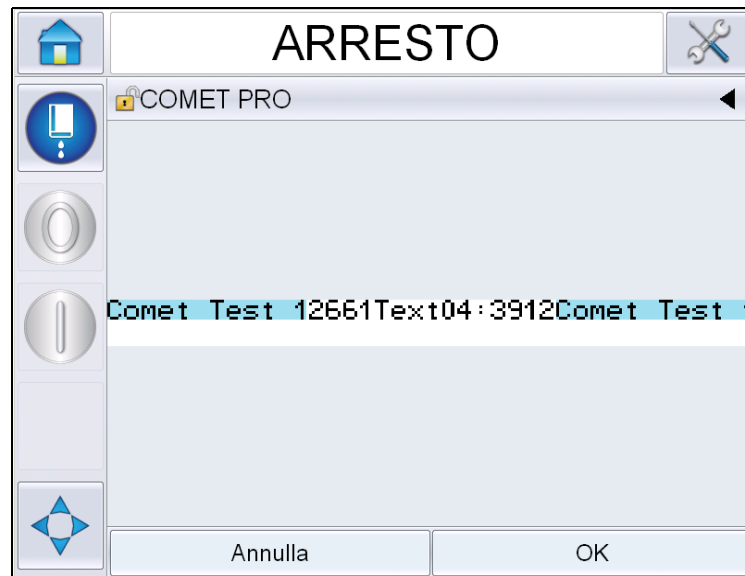 ARRESTO
COMET PRO
Comet Test 12661Text04:3912Comet Test
Annulla
OK